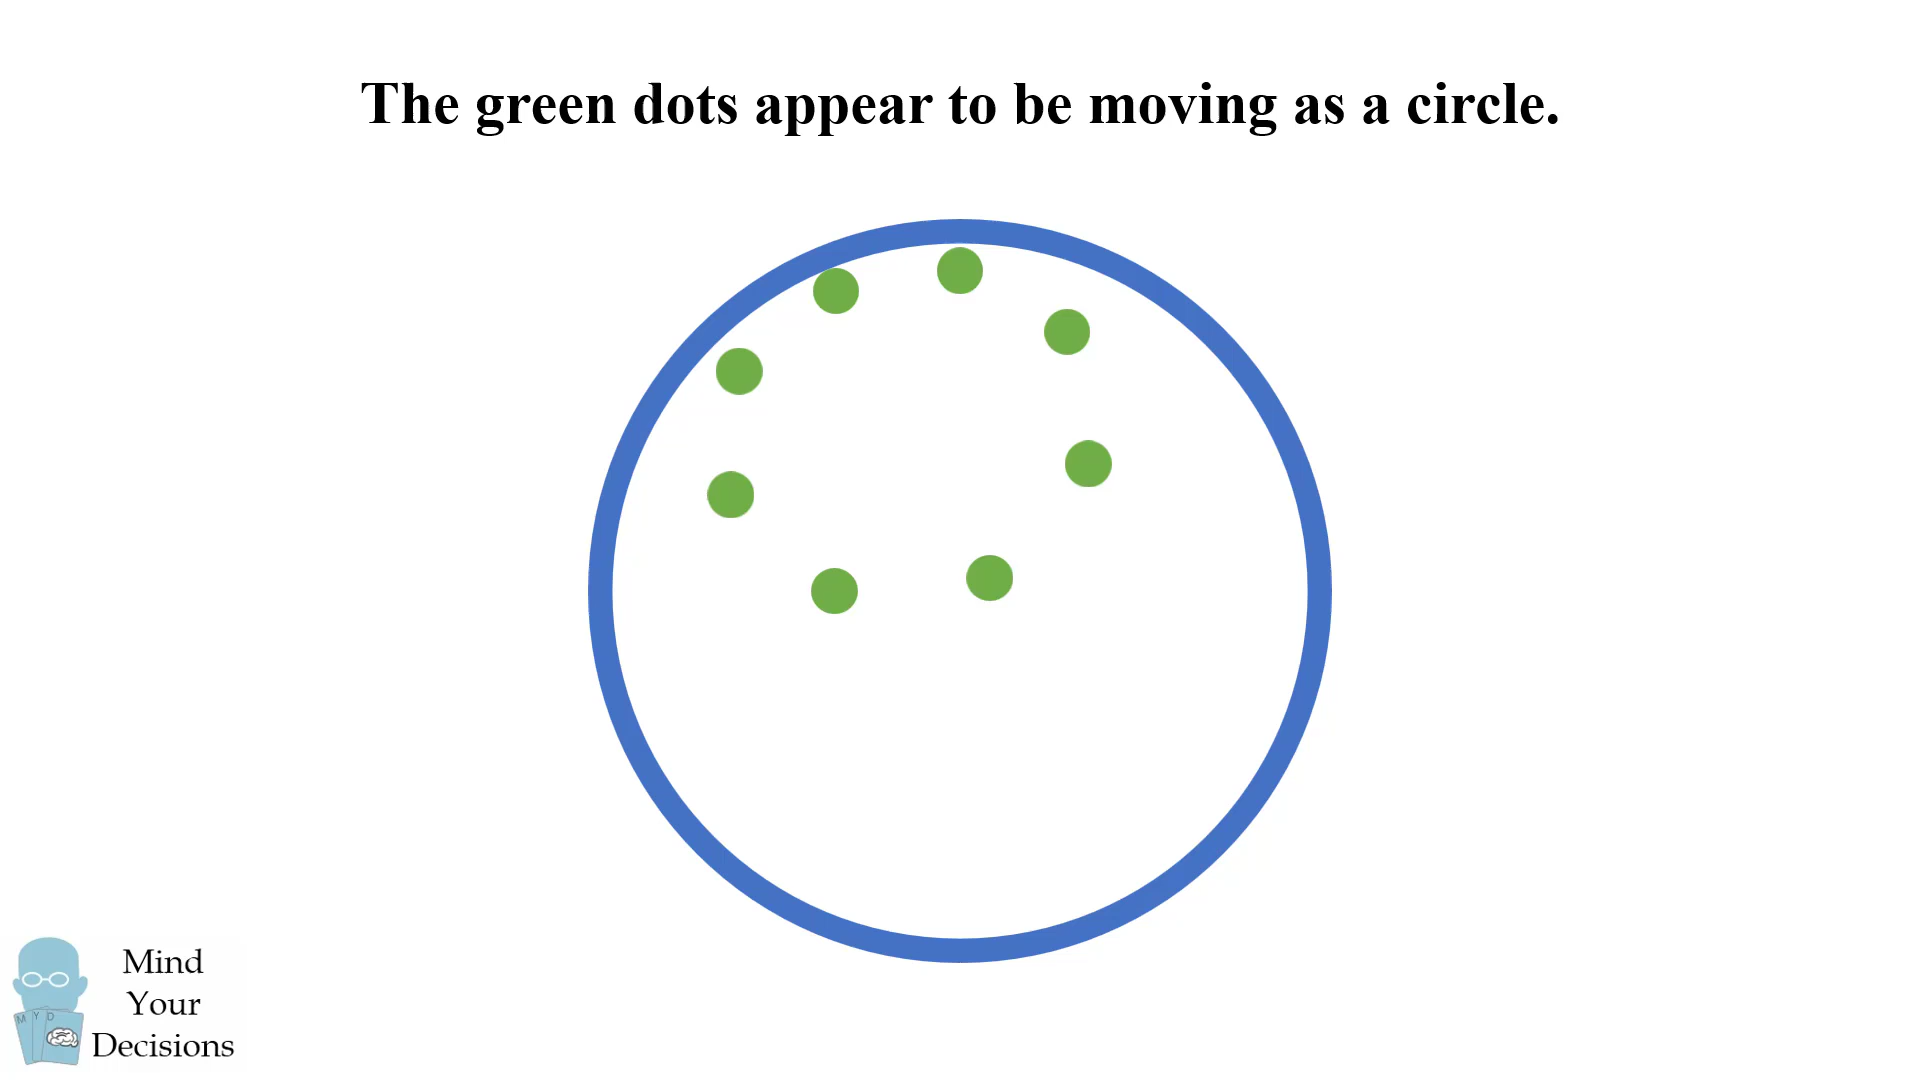 The green dots appear to be moving as a circle.
M Y D
Mind
Your
Decisions